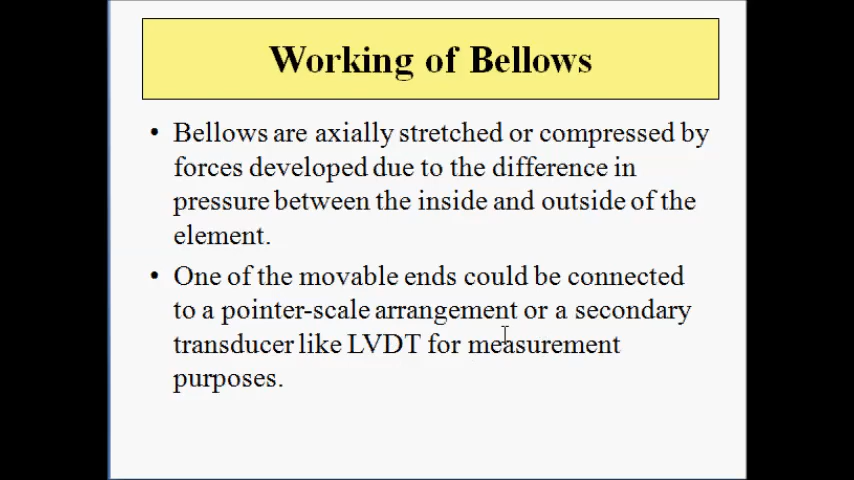 Working of Bellows
• Bellows are axially stretched or compressed by
forces developed due to the difference in
pressure between the inside and outside of the
element.
• One of the movable ends could be connected
to a pointer-scale arrangement or a secondary
transducer like LVDT for measurement
purposes.